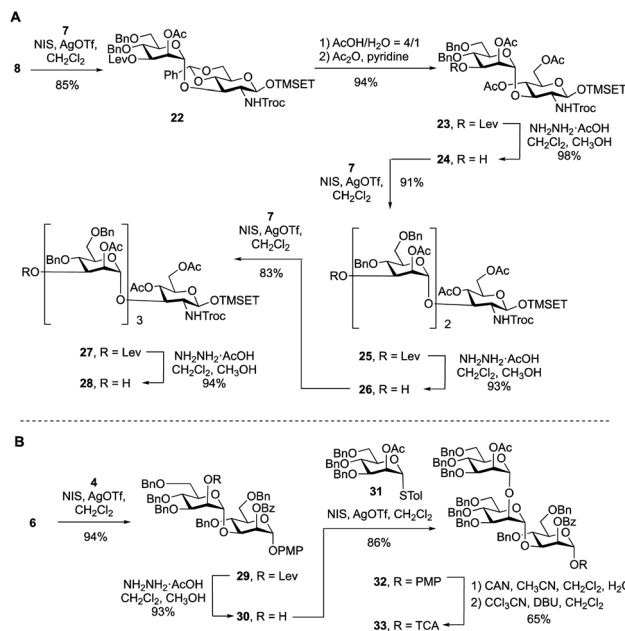 A
7
NIS, AgOTf,
CH2Cl2
8
85%
BnO
OAc
BnO
LevO
Ph
O
O
O
O
O
OTMSET
NHTroc
22
1) AcOH/H2O = 4/1
2) Ac2O, pyridine
94%
BnO
OAc
BnO
RO
OAc
AcO
O
O
O
OTMSET
NHTroc
23, R = Lev
24, R = H
NH2NH2·AcOH
CH2Cl2, CH3OH
98%
7
NIS, AgOTf,
CH2Cl2
91%
7
NIS, AgOTf,
CH2Cl2
83%
OBn
OAc
BnO
RO
O
OAc
AcO
O
O
OTMSET
NHTroc
3
OBn
OAc
BnO
RO
O
OAc
AcO
O
O
OTMSET
NHTroc
2
27, R = Lev
28, R = H
NH2NH2·AcOH
CH2Cl2, CH3OH
94%
25, R = Lev
26, R = H
NH2NH2·AcOH
CH2Cl2, CH3OH
93%
B
4
NIS, AgOTf,
CH2Cl2
6
94%
BnO
OR
BnO
BnO
O
OBn
OBz
BnO
O
O
OPMP
29, R = Lev
30, R = H
NH2NH2·AcOH
CH2Cl2, CH3OH
93%
BnO
OAc
BnO
BnO
O
STol
31
NIS, AgOTf, CH2Cl2
86%
BnO
OAc
BnO
BnO
O
O
BnO
BnO
BnO
O
OBn
OBz
BnO
O
O
OR
32, R = PMP
33, R = TCA
1) CAN, CH3CN, CH2Cl2, H2O
2) CCl3CN, DBU, CH2Cl2
65%